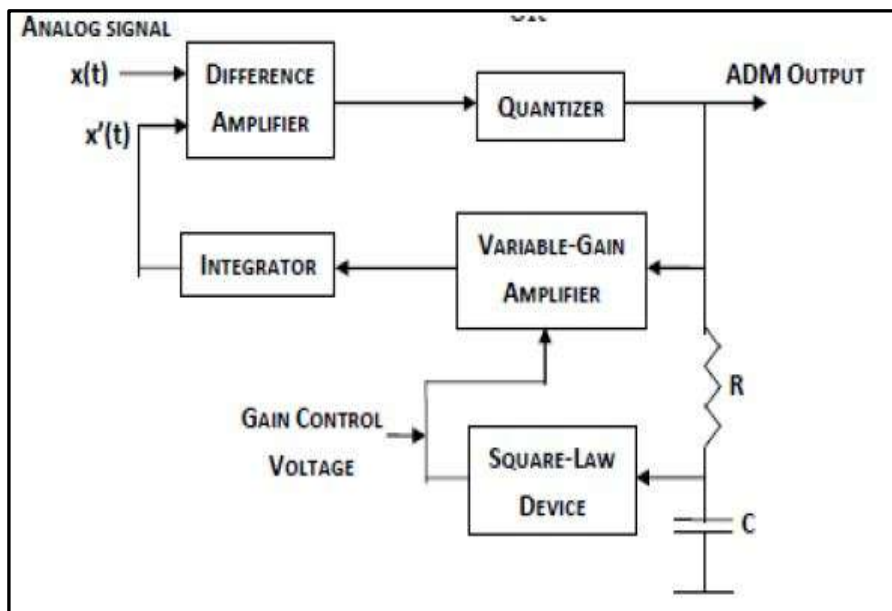 ANALOG SIGNAL
x(t)
x'(t)
DIFFERENCE
AMPLIFIER
QUANTIZER
ADM OUTPUT
INTEGRATOR
VARIABLE-GAIN
AMPLIFIER
R
GAIN CONTROL
VOLTAGE
SQUARE-LAW
DEVICE
C